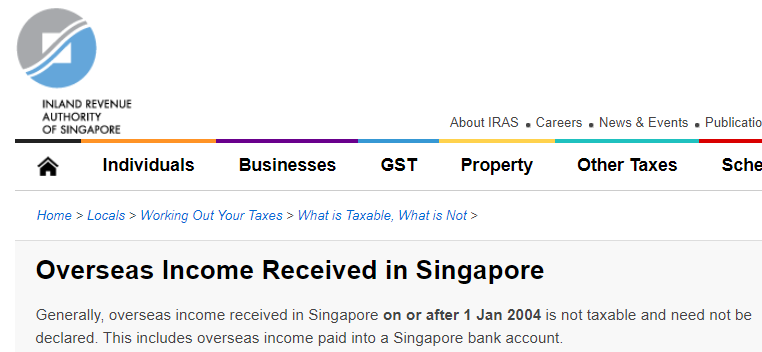 INLAND REVENUE
AUTHORITY
OF SINGAPORE
About IRAS ▪ Careers ▪ News & Events ▪ Publicatio
Individuals Businesses GST Property Other Taxes Sche
Home > Locals > Working Out Your Taxes > What is Taxable, What is Not >
Overseas Income Received in Singapore
Generally, overseas income received in Singapore on or after 1 Jan 2004 is not taxable and need not be
declared. This includes overseas income paid into a Singapore bank account.